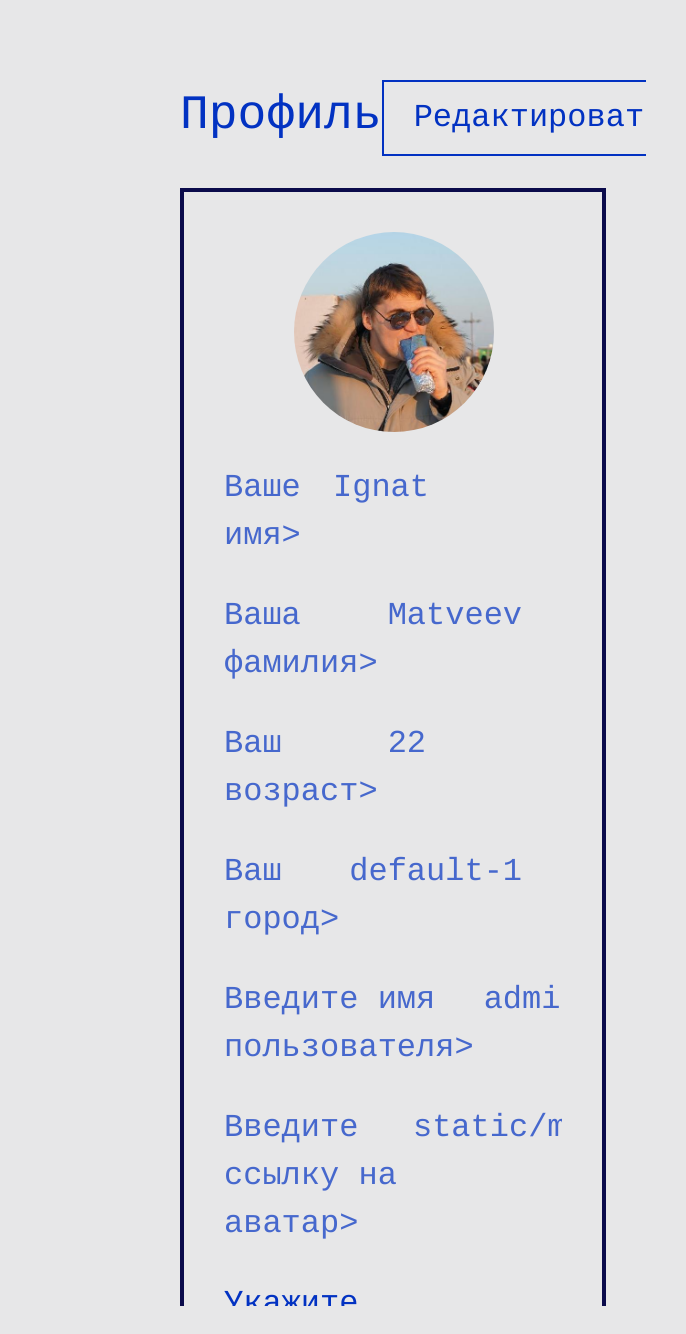 Профиль Редактироват
Ваше Ignat
имя>
Ваша Matveev
фамилия>
Ваш 22
возраст>
Ваш default-1
город>
Введите имя admi
пользователя>
Введите static/m
ссылку на
аватар>
Укажите